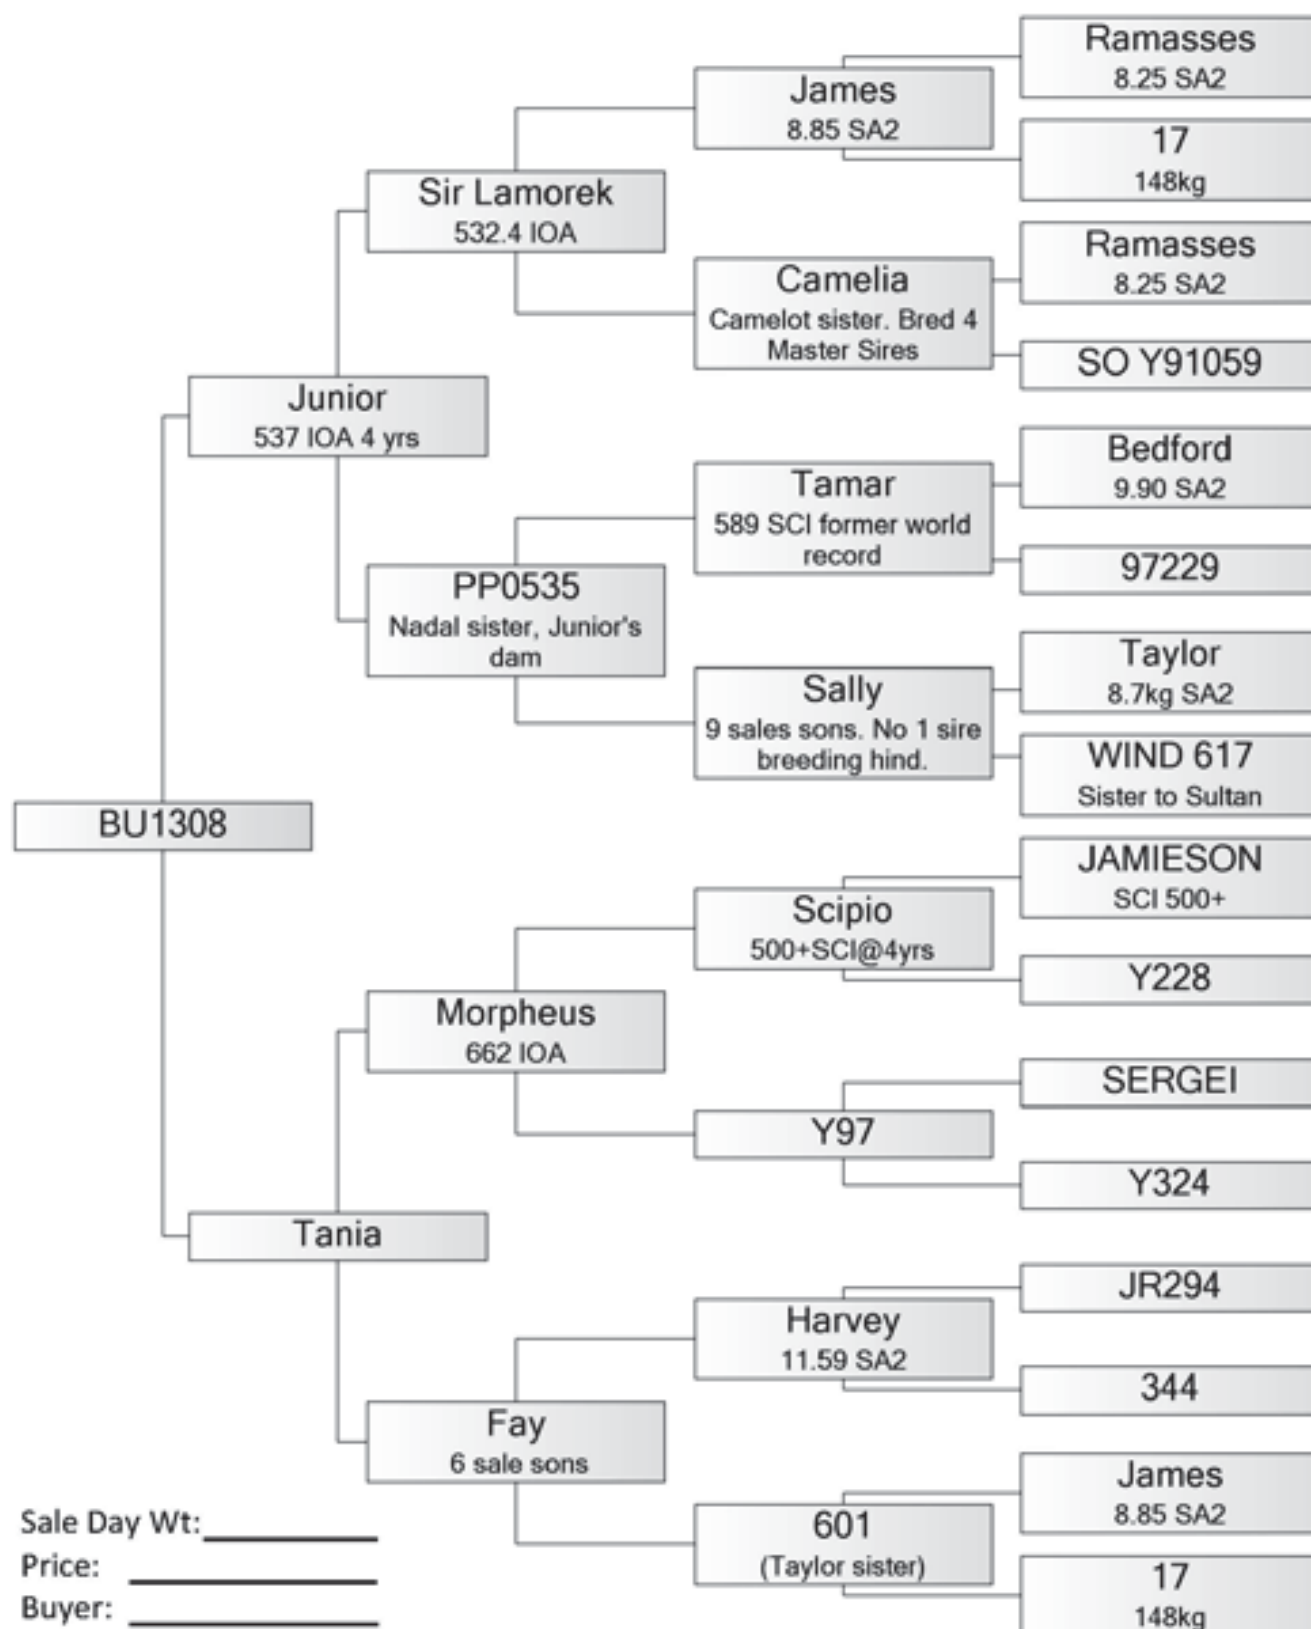 Ramasses
8.25 SA2
James
8.85 SA2
17
148kg
Sir Lamorek
532.4 IOA
Ramasses
8.25 SA2
Camelia
Camelot sister. Bred 4
Master Sires
SO Y91059
Junior
537 IOA 4 yrs
Bedford
9.90 SA2
Tamar
589 SCI former world
record
97229
PP0535
Nadal sister, Junior's
dam
Taylor
8.7kg SA2
Sally
9 sales sons. No 1 sire
breeding hind.
WIND 617
Sister to Sultan
BU1308
JAMIESON
SCI 500+
Scipio
500+SCI@4yrs
Y228
Morpheus
662 IOA
SERGEI
Y97
Y324
Tania
JR294
Harvey
11.59 SA2
344
Fay
6 sale sons
James
8.85 SA2
601
(Taylor sister)
17
148kg
Sale Day Wt:
Price:
Buyer: